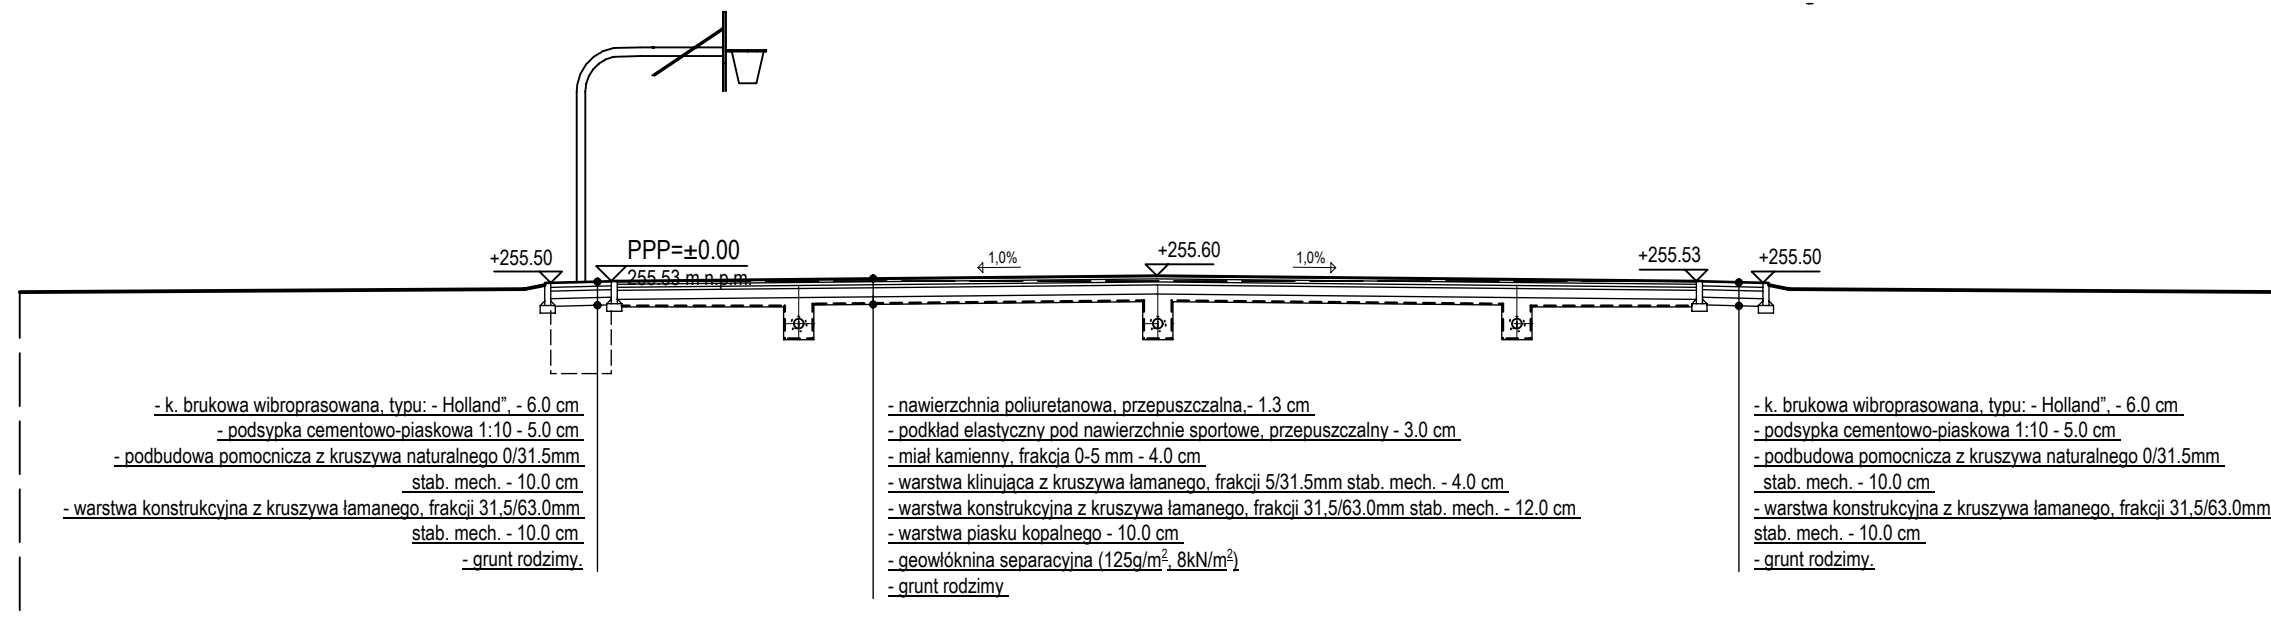 +255.50
PPP=±0.00
255.53 m n.p.m.
1,0%
+255.60
1,0%
+255.53
+255.50
- k. brukowa wibroprasowana, typu: - Holland”, - 6.0 cm
- podsypka cementowo-piaskowa 1:10 - 5.0 cm
- podbudowa pomocnicza z kruszywa naturalnego 0/31.5mm
stab. mech. - 10.0 cm
- warstwa konstrukcyjna z kruszywa łamanego, frakcji 31,5/63.0mm
stab. mech. - 10.0 cm
- grunt rodzimy.
- nawierzchnia poliuretanowa, przepuszczalna,- 1.3 cm
- podkład elastyczny pod nawierzchnie sportowe, przepuszczalny - 3.0 cm
- miał kamienny, frakcja 0-5 mm - 4.0 cm
- warstwa klinująca z kruszywa łamanego, frakcji 5/31.5mm stab. mech. - 4.0 cm
- warstwa konstrukcyjna z kruszywa łamanego, frakcji 31,5/63.0mm stab. mech. - 12.0 cm
- warstwa piasku kopalnego - 10.0 cm
- geowłóknina separacyjna (125g/m², 8kN/m²)
- grunt rodzimy
- k. brukowa wibroprasowana, typu: - Holland”, - 6.0 cm
- podsypka cementowo-piaskowa 1:10 - 5.0 cm
- podbudowa pomocnicza z kruszywa naturalnego 0/31.5mm
stab. mech. - 10.0 cm
- warstwa konstrukcyjna z kruszywa łamanego, frakcji 31,5/63.0mm
stab. mech. - 10.0 cm
- grunt rodzimy.